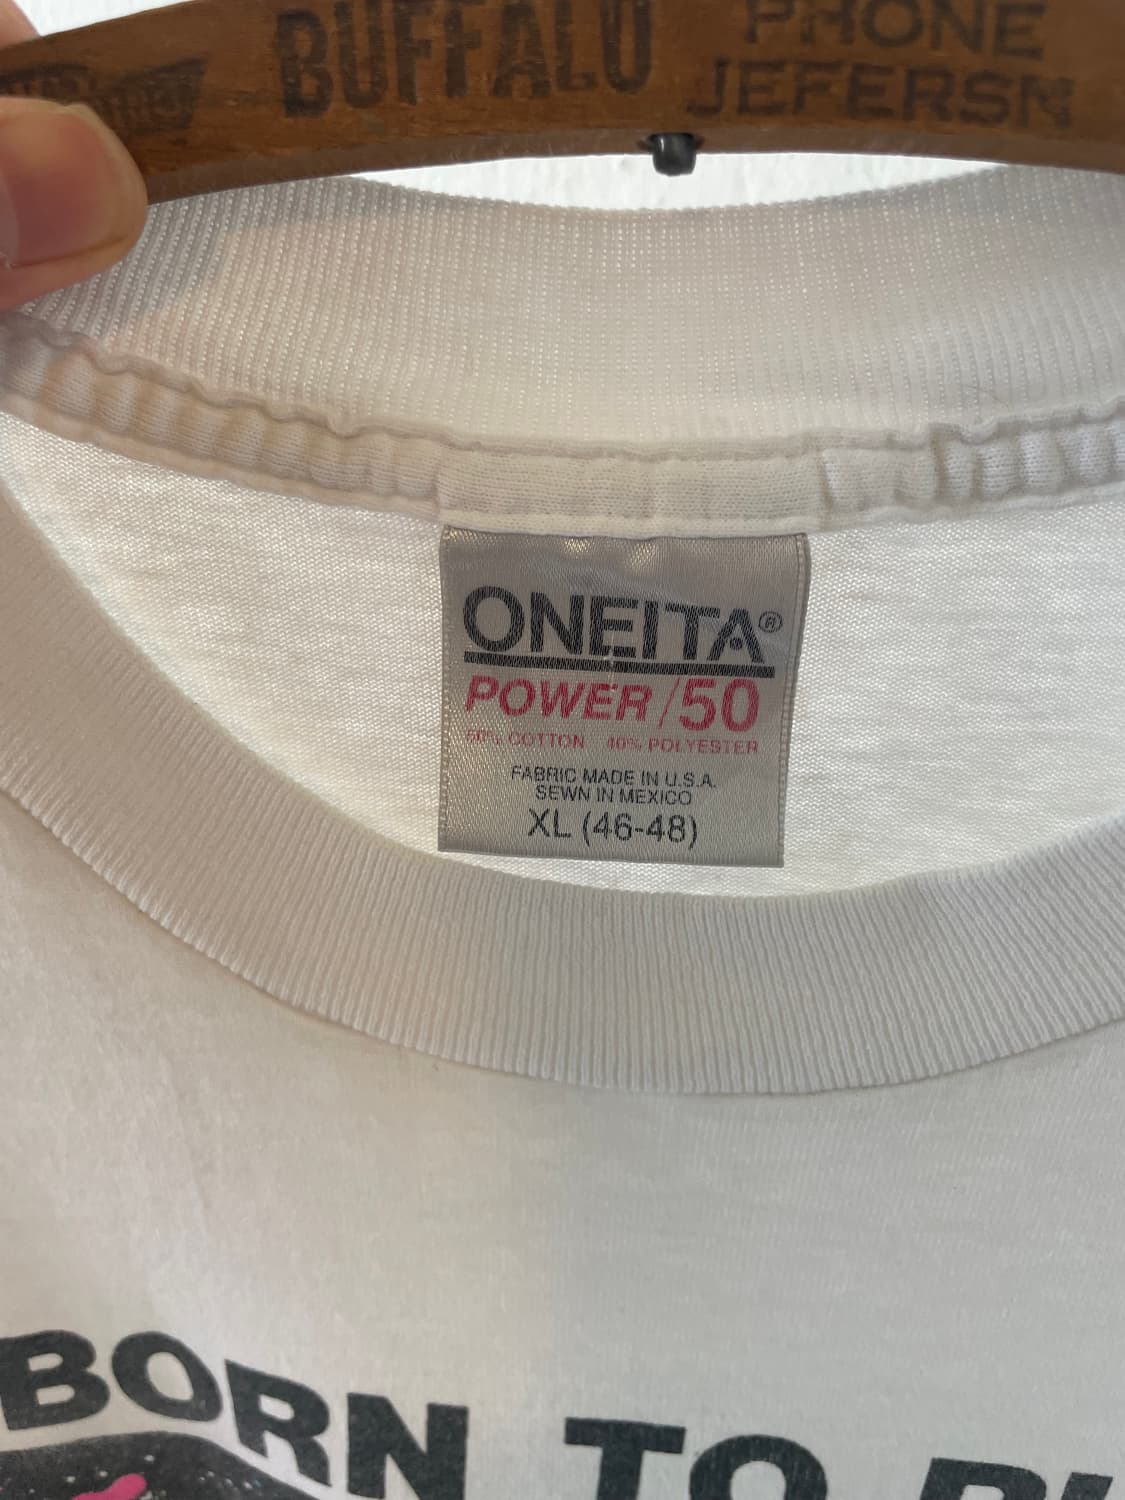 BUFFALO
PHONE
JEFERSN
ONEITA®
POWER/50
60% COTTON 40% POLYESTER
FABRIC MADE IN U.S.A.
SEWN IN MEXICO
XL (46-48)
BORN TO